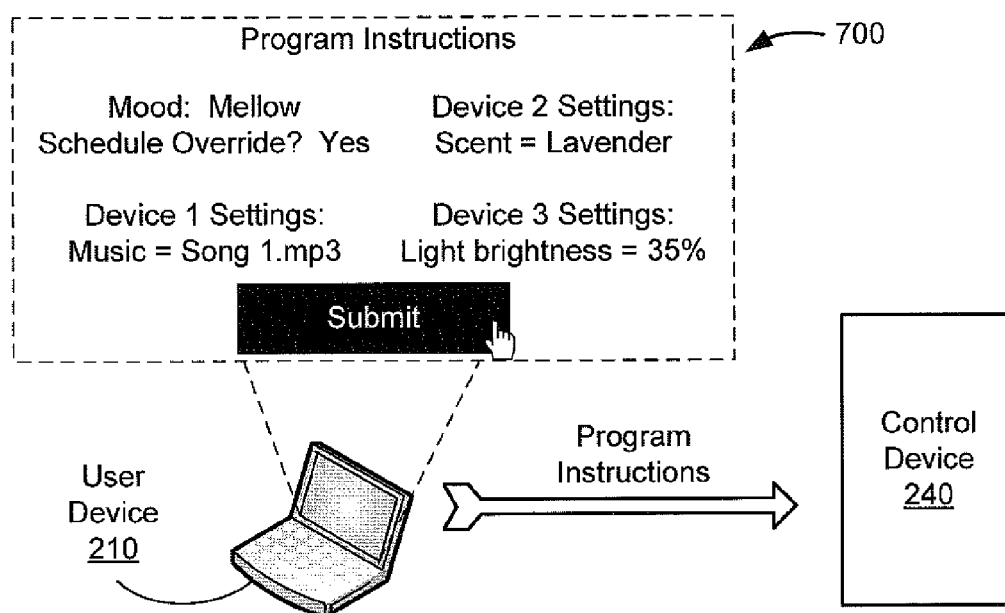 Program Instructions
700
Mood: Mellow
Schedule Override? Yes
Device 2 Settings:
Scent = Lavender
Device 1 Settings:
Music = Song 1.mp3
Device 3 Settings:
Light brightness = 35%
Submit
User
Device
210
Program
Instructions
Control
Device
240